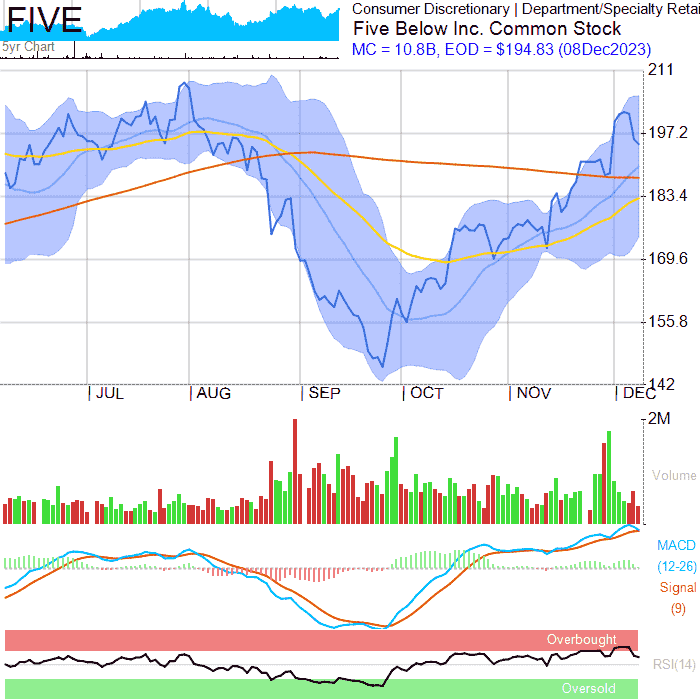 FIVE
5yr Chart
Consumer Discretionary | Department/Specialty Retai
Five Below Inc. Common Stock
MC = 10.8B, EOD = $194.83 (08Dec2023)
211
197.2
183.4
169.6
155.8
142
JUL AUG SEP OCT NOV DEC
2M
Volume
MACD
(12-26)
Signal
(9)
Overbought
RSI(14)
Oversold